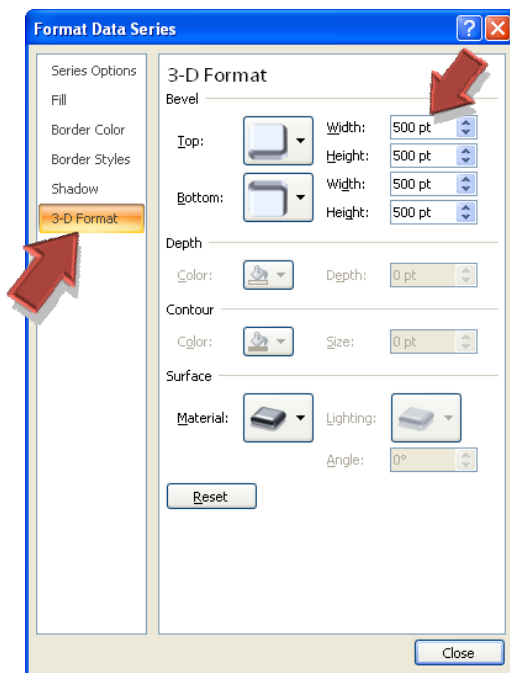 Format Data Series
Series Options
Fill
Border Color
Border Styles
Shadow
3-D Format
3-D Format
Bevel
Top:
Width: 500 pt
Height: 500 pt
Bottom:
Width: 500 pt
Height: 500 pt
Depth
Color:
Depth: 0 pt
Contour
Color:
Size: 0 pt
Surface
Material:
Lighting:
Angle: 0°
Reset
Close